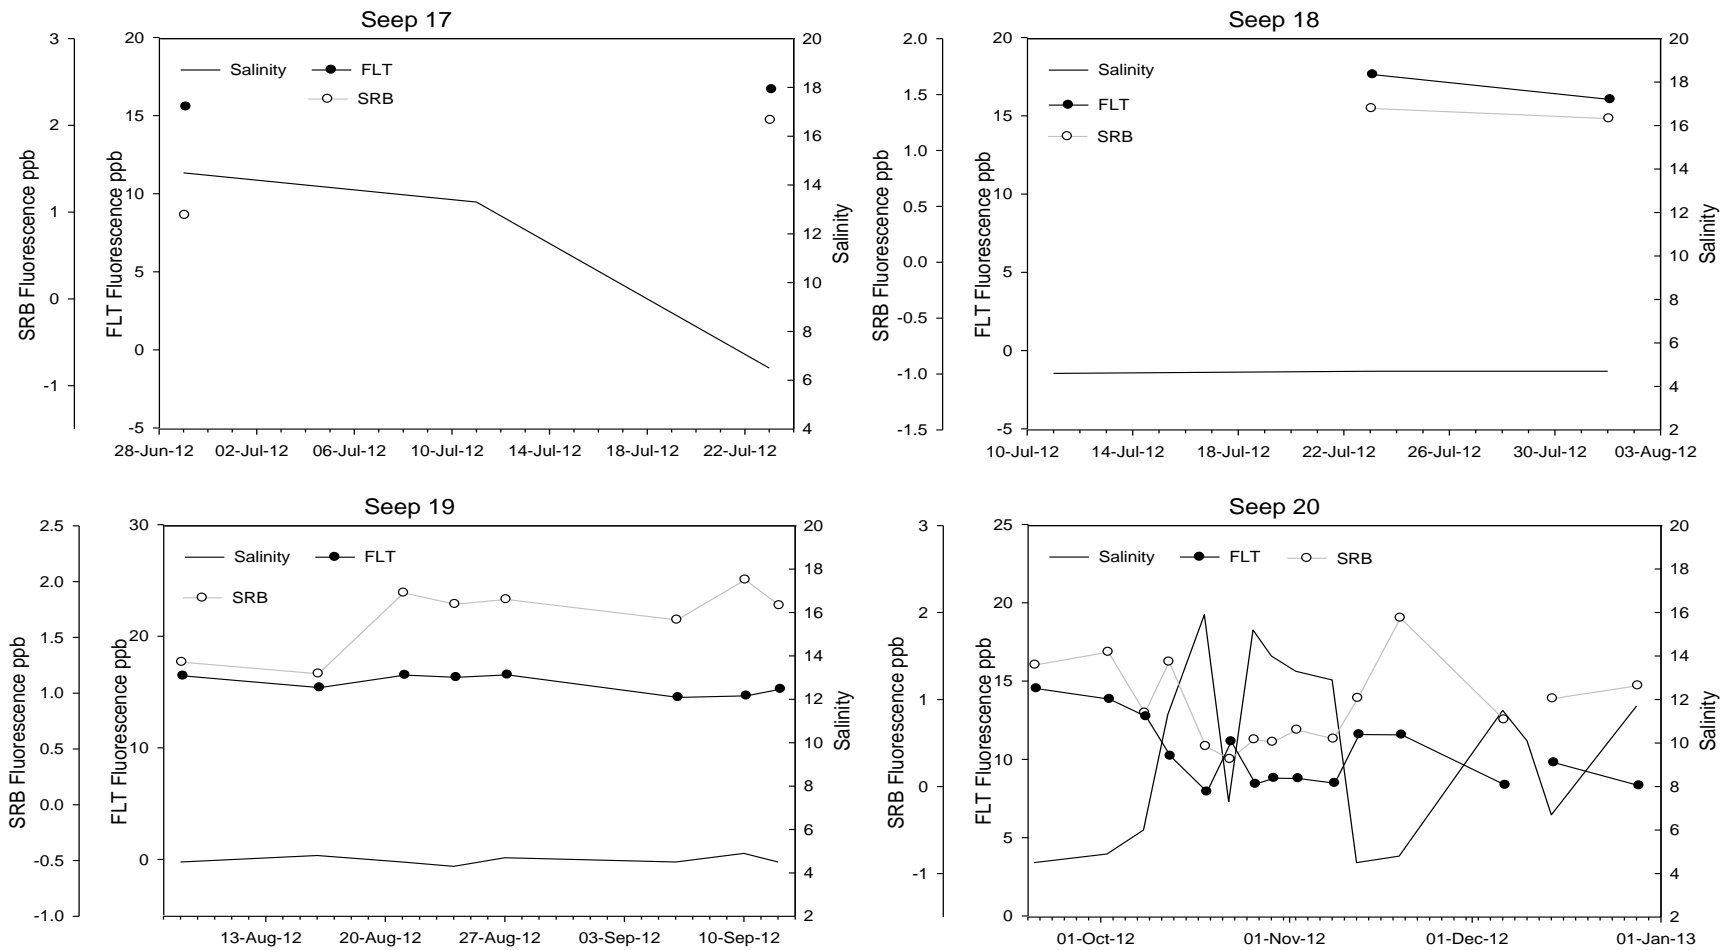 Seep 17
SRB Fluorescence ppb
3
2
1
0
-1
FLT Fluorescence ppb
20
15
10
5
0
-5
Salinity
FLT
SRB
Salinity
20
18
16
14
12
10
8
6
4
28-Jun-12 02-Jul-12 06-Jul-12 10-Jul-12 14-Jul-12 18-Jul-12 22-Jul-12
Seep 18
SRB Fluorescence ppb
2.0
1.5
1.0
0.5
0.0
-0.5
-1.0
-1.5
FLT Fluorescence ppb
20
15
10
5
0
-5
Salinity
FLT
SRB
Salinity
20
18
16
14
12
10
8
6
4
2
10-Jul-12 14-Jul-12 18-Jul-12 22-Jul-12 26-Jul-12 30-Jul-12 03-Aug-12
Seep 19
SRB Fluorescence ppb
2.5
2.0
1.5
1.0
0.5
0.0
-0.5
-1.0
FLT Fluorescence ppb
30
20
10
0
Salinity
FLT
SRB
Salinity
20
18
16
14
12
10
8
6
4
2
13-Aug-12 20-Aug-12 27-Aug-12 03-Sep-12 10-Sep-12
Seep 20
SRB Fluorescence ppb
3
2
1
0
-1
FLT Fluorescence ppb
25
20
15
10
5
0
Salinity
FLT
SRB
Salinity
20
18
16
14
12
10
8
6
4
2
01-Oct-12 01-Nov-12 01-Dec-12 01-Jan-13